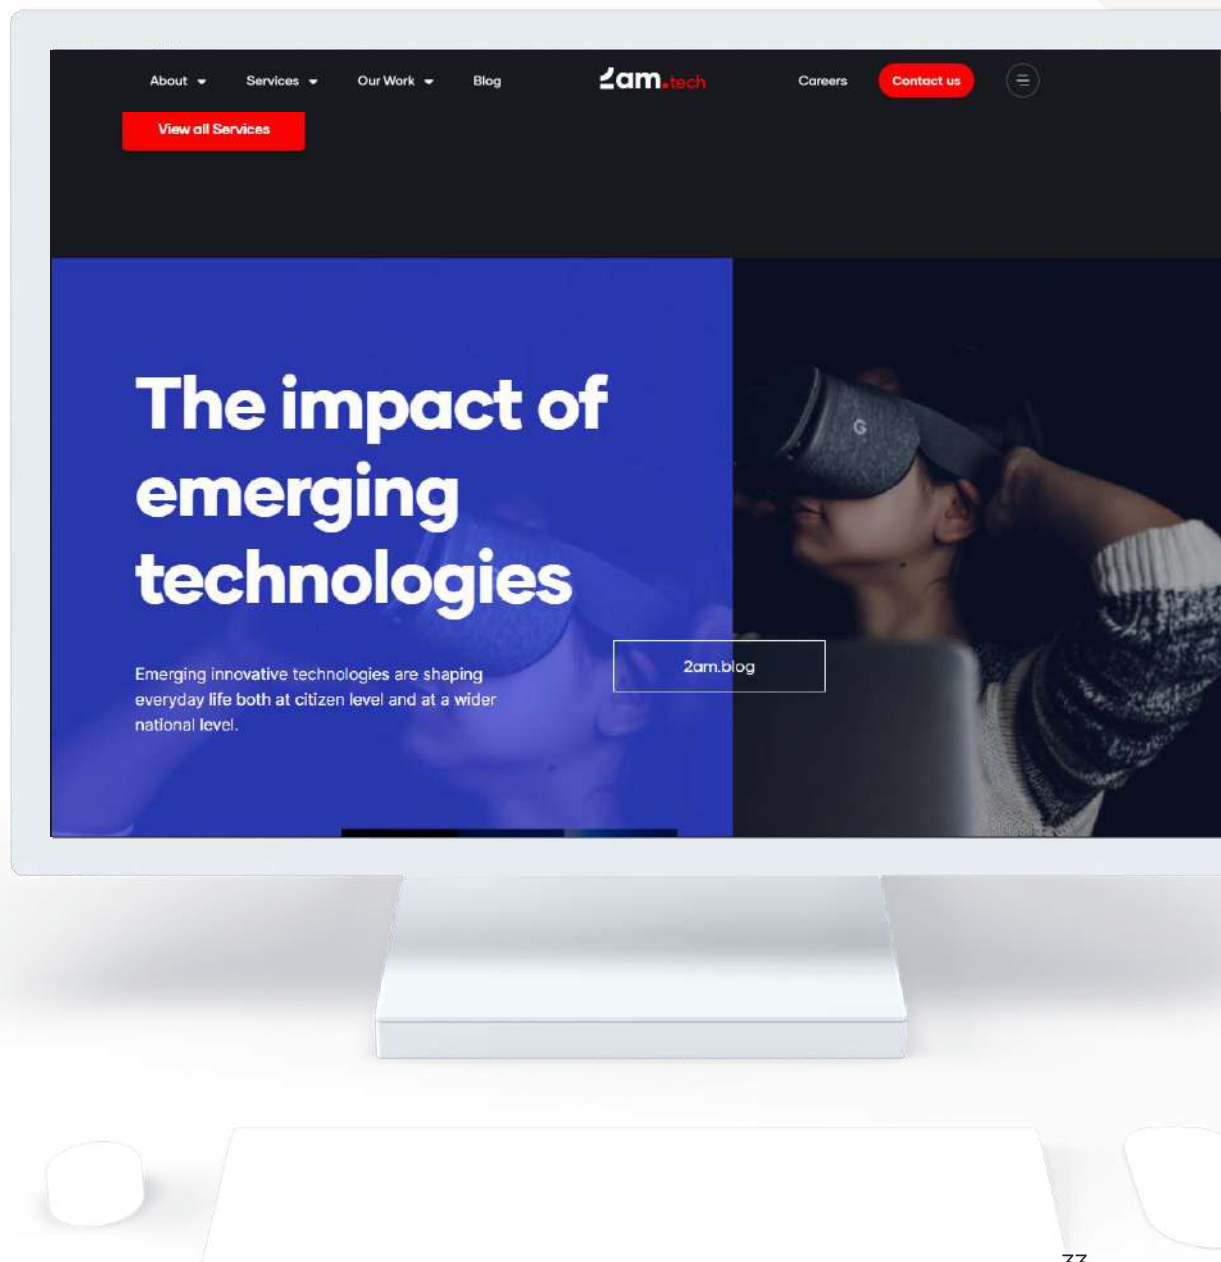 About Services Our Work Blog 2am.tech Careers Contact us
View all Services
The impact of
emerging
technologies
G
Emerging innovative technologies are shaping
everyday life both at citizen level and at a wider
national level.
2am.blog
33